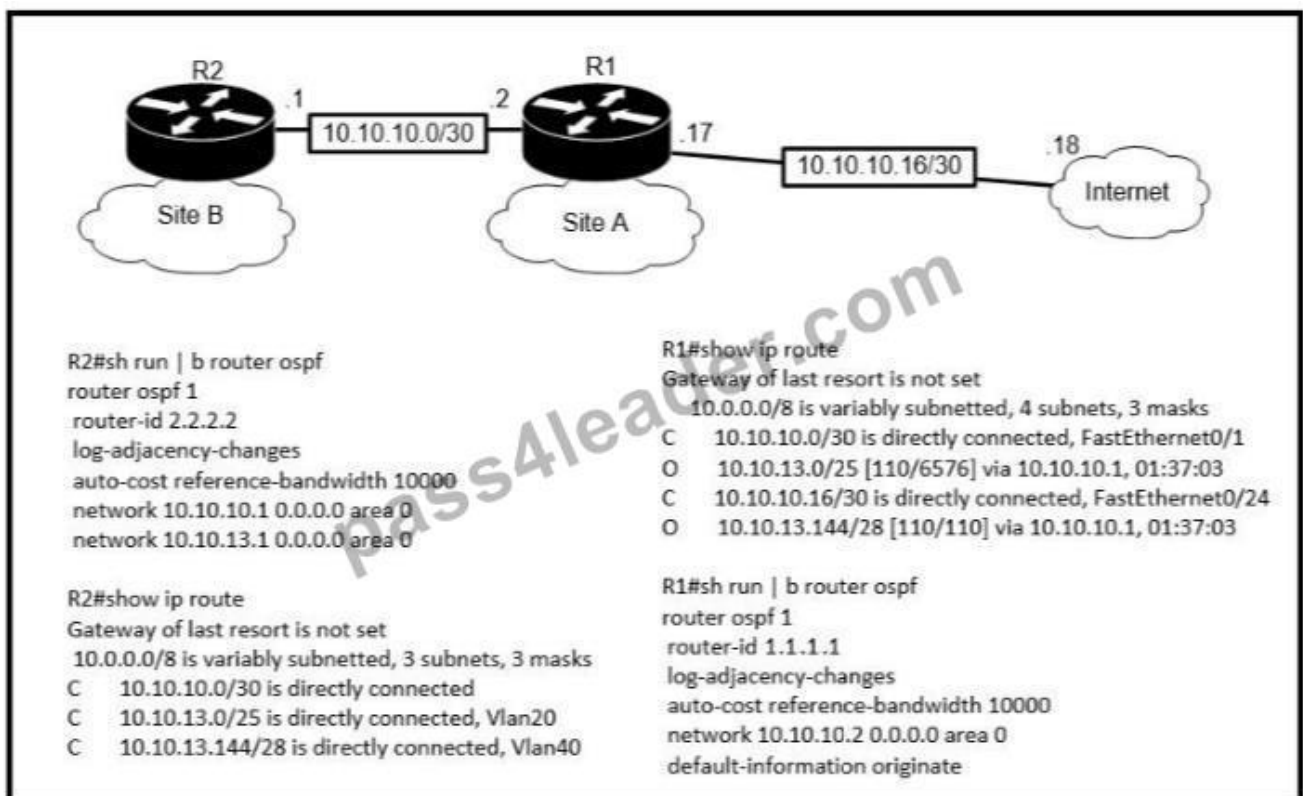 R2
R1
.1
.2
10.10.10.0/30
.17
.18
10.10.10.16/30
Internet
Site B
Site A
pass4leader.com
R2#sh run | b router ospf
router ospf 1
router-id 2.2.2.2
log-adjacency-changes
auto-cost reference-bandwidth 10000
network 10.10.10.1 0.0.0.0 area 0
network 10.10.13.1 0.0.0.0 area 0
R2#show ip route
Gateway of last resort is not set
10.0.0.0/8 is variably subnetted, 3 subnets, 3 masks
C 10.10.10.0/30 is directly connected
C 10.10.13.0/25 is directly connected, Vlan20
C 10.10.13.144/28 is directly connected, Vlan40
R1#show ip route
Gateway of last resort is not set
10.0.0.0/8 is variably subnetted, 4 subnets, 3 masks
C 10.10.10.0/30 is directly connected, FastEthernet0/1
O 10.10.13.0/25 [110/6576] via 10.10.10.1, 01:37:03
C 10.10.10.16/30 is directly connected, FastEthernet0/24
O 10.10.13.144/28 [110/110] via 10.10.10.1, 01:37:03
R1#sh run | b router ospf
router ospf 1
router-id 1.1.1.1
log-adjacency-changes
auto-cost reference-bandwidth 10000
network 10.10.10.2 0.0.0.0 area 0
default-information originate